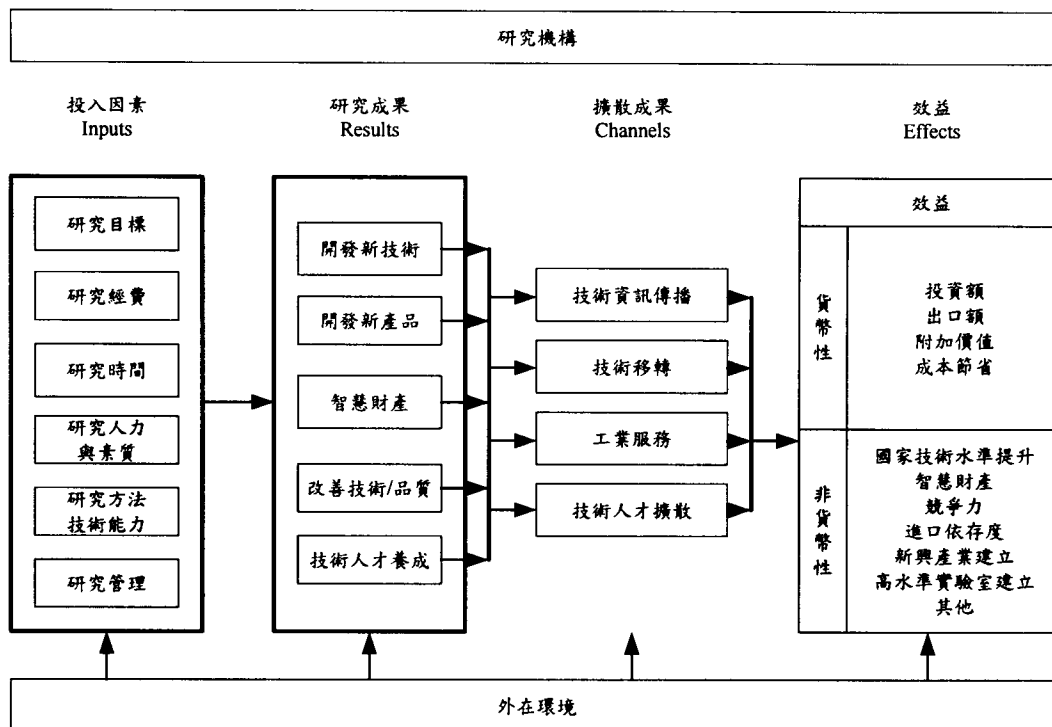 研究機構
投入因素
Inputs
研究成果
Results
擴散成果
Channels
效益
Effects
研究目標
研究經費
研究時間
研究人力
與素質
研究方法
技術能力
研究管理
開發新技術
開發新產品
智慧財產
改善技術/品質
技術人才養成
技術資訊傳播
技術移轉
工業服務
技術人才擴散
效益
貨幣性
投資額
出口額
附加價值
成本節省
非貨幣性
國家技術水準提升
智慧財產
競爭力
進口依存度
新興產業建立
高水準實驗室建立
其他
外在環境